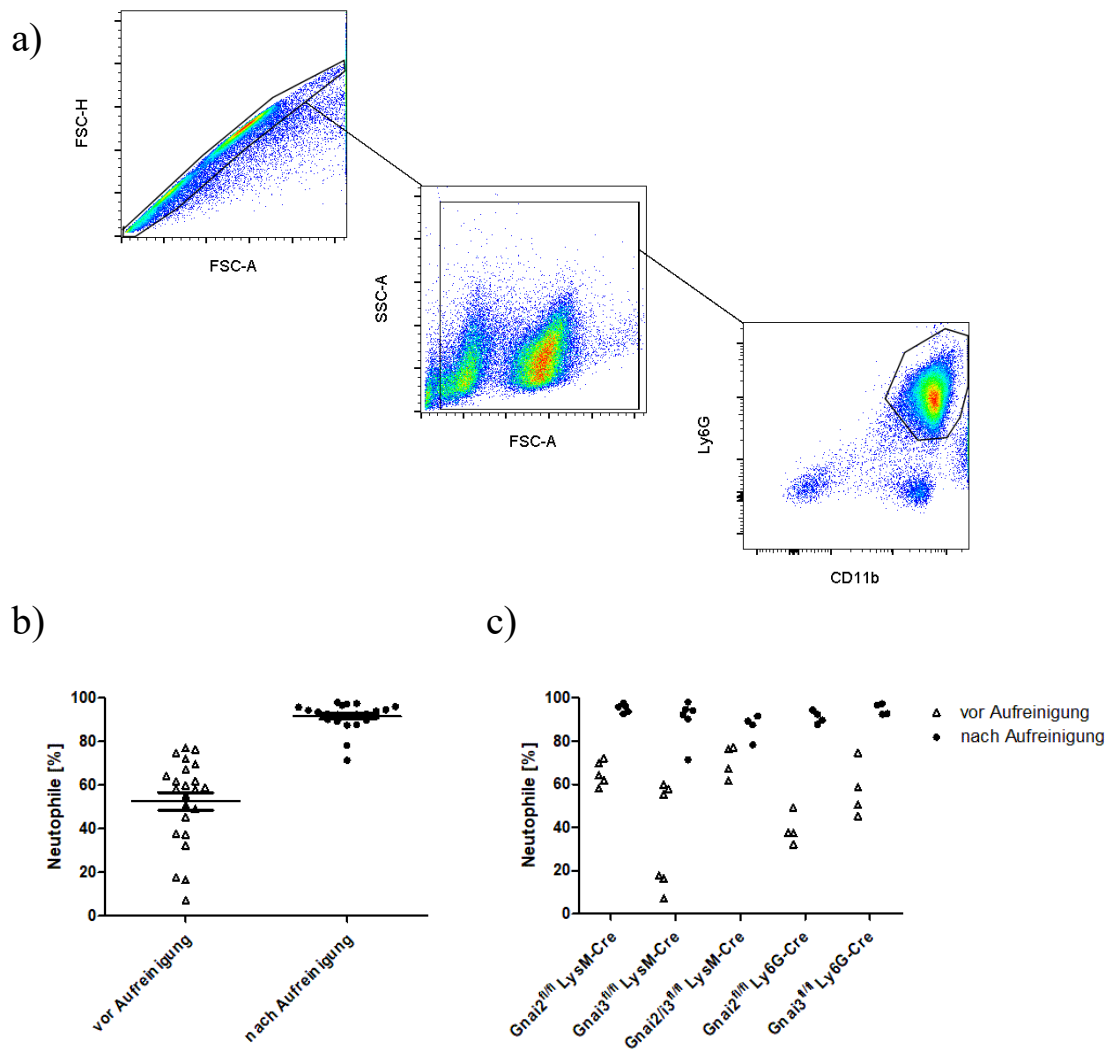 a)
FSC-H
FSC-A
SSC-A
FSC-A
Ly6G
CD11b
b)
c)
Neutophile [%]
100
80
60
40
20
0
vor Aufreinigung
nach Aufreinigung
Neutophile [%]
100
80
60
40
20
0
Gnai2fl/fl LysM-Cre
Gnai3fl/fl LysM-Cre
Gnai2/i3fl/fl LysM-Cre
Gnai2fl/fl Ly6G-Cre
Gnai3fl/fl Ly6G-Cre
vor Aufreinigung
nach Aufreinigung